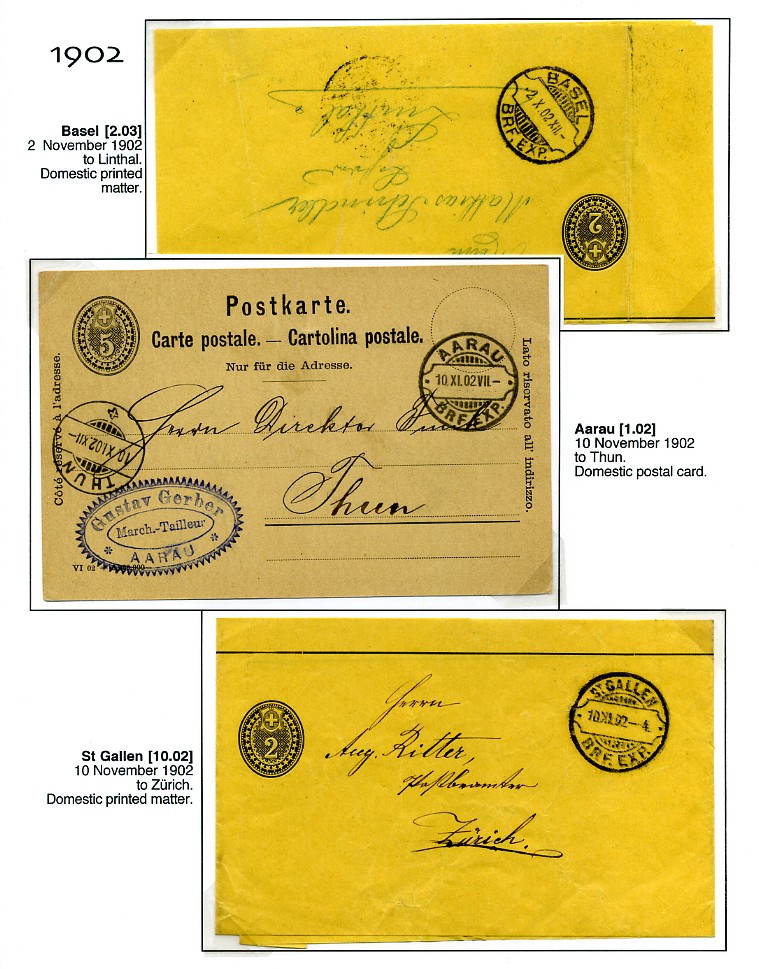 1902
Basel [2.03]
2 November 1902
to Linthal.
Domestic printed
matter.
BASEL
2.X.02.XII.-
BRF. EXP.
Linthal
Mathias Schindler
2
5
Postkarte.
Carte postale. — Cartolina postale.
Nur für die Adresse.
Côté réservé à l'adresse.
Lato riservato all' indirizzo.
AARAU
10.XI.02.VII.-
BRF. EXP.
THUN
10.XI.02.XII.-
Herrn Direktor
Thun
Gustav Gerber
March.-Tailleur
AARAU
VI 02
Aarau [1.02]
10 November 1902
to Thun.
Domestic postal card.
St Gallen [10.02]
10 November 1902
to Zürich.
Domestic printed matter.
2
ST. GALLEN
10.XI.02.-4.
BRF. EXP.
Herrn
Aug. Ritter,
Postbeamter
Zürich.